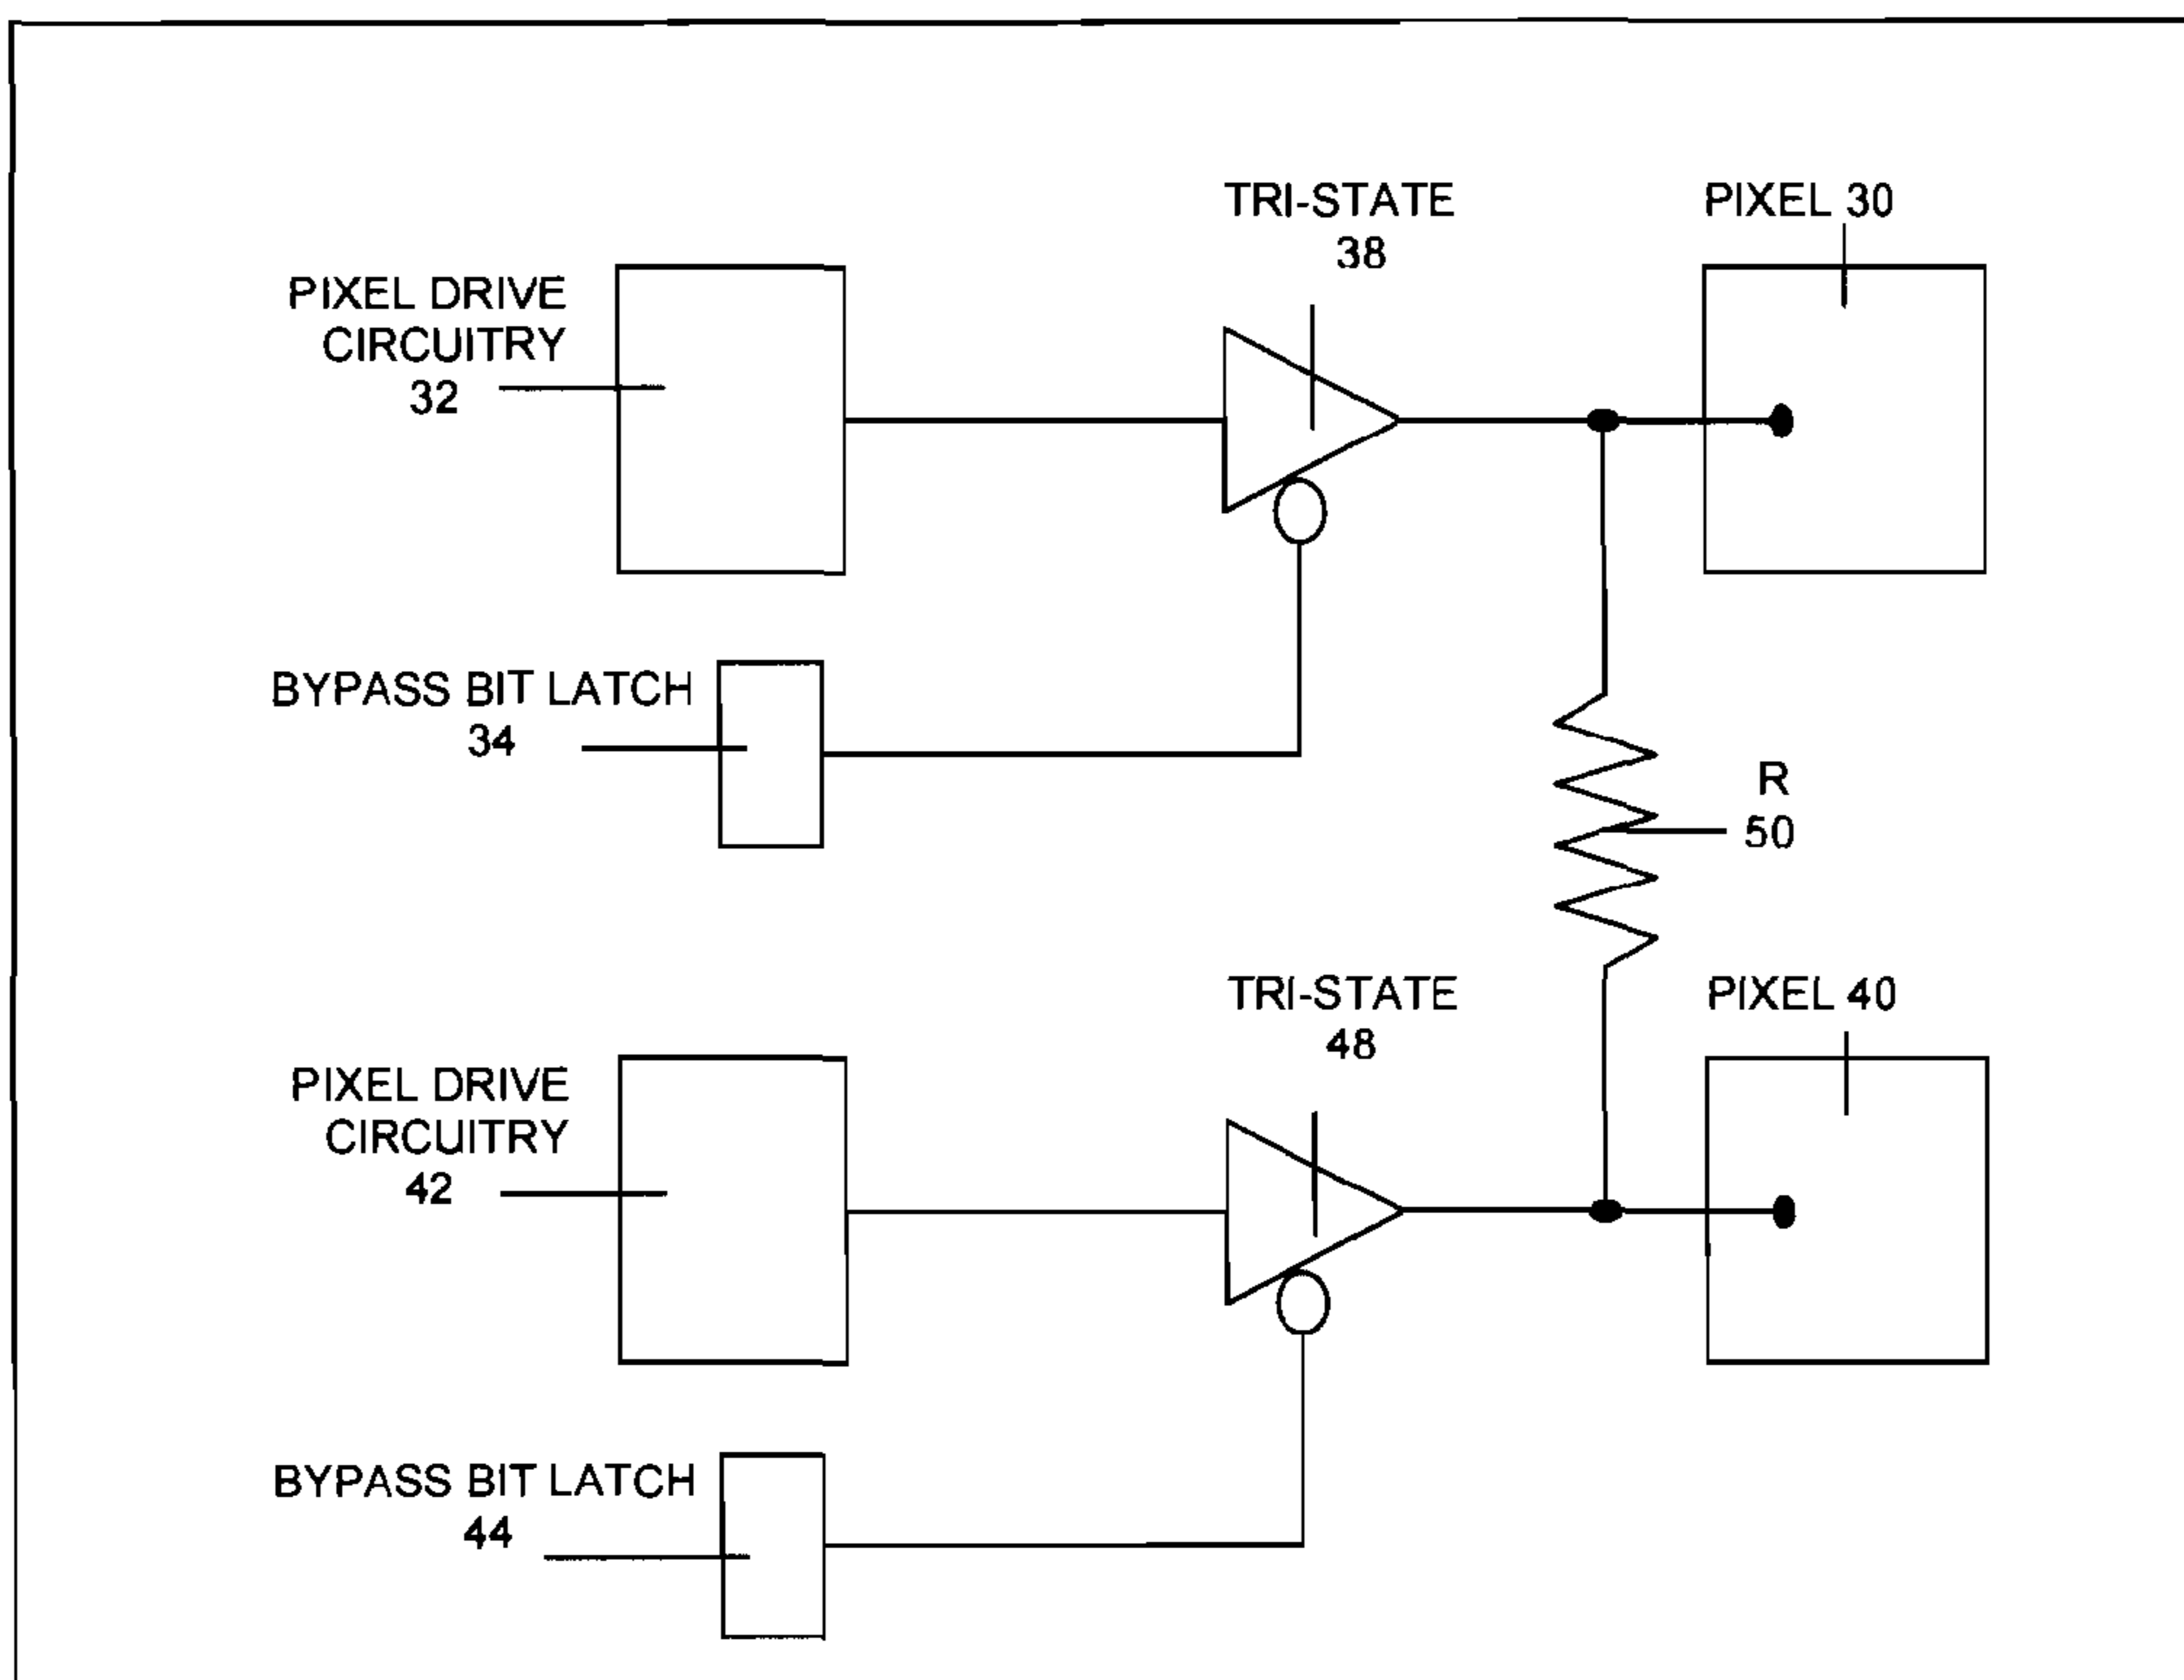 TRI-STATE
38
PIXEL 30
PIXEL DRIVE
CIRCUITRY
32
BYPASS BIT LATCH
34
R
50
TRI-STATE
48
PIXEL 40
PIXEL DRIVE
CIRCUITRY
42
BYPASS BIT LATCH
44